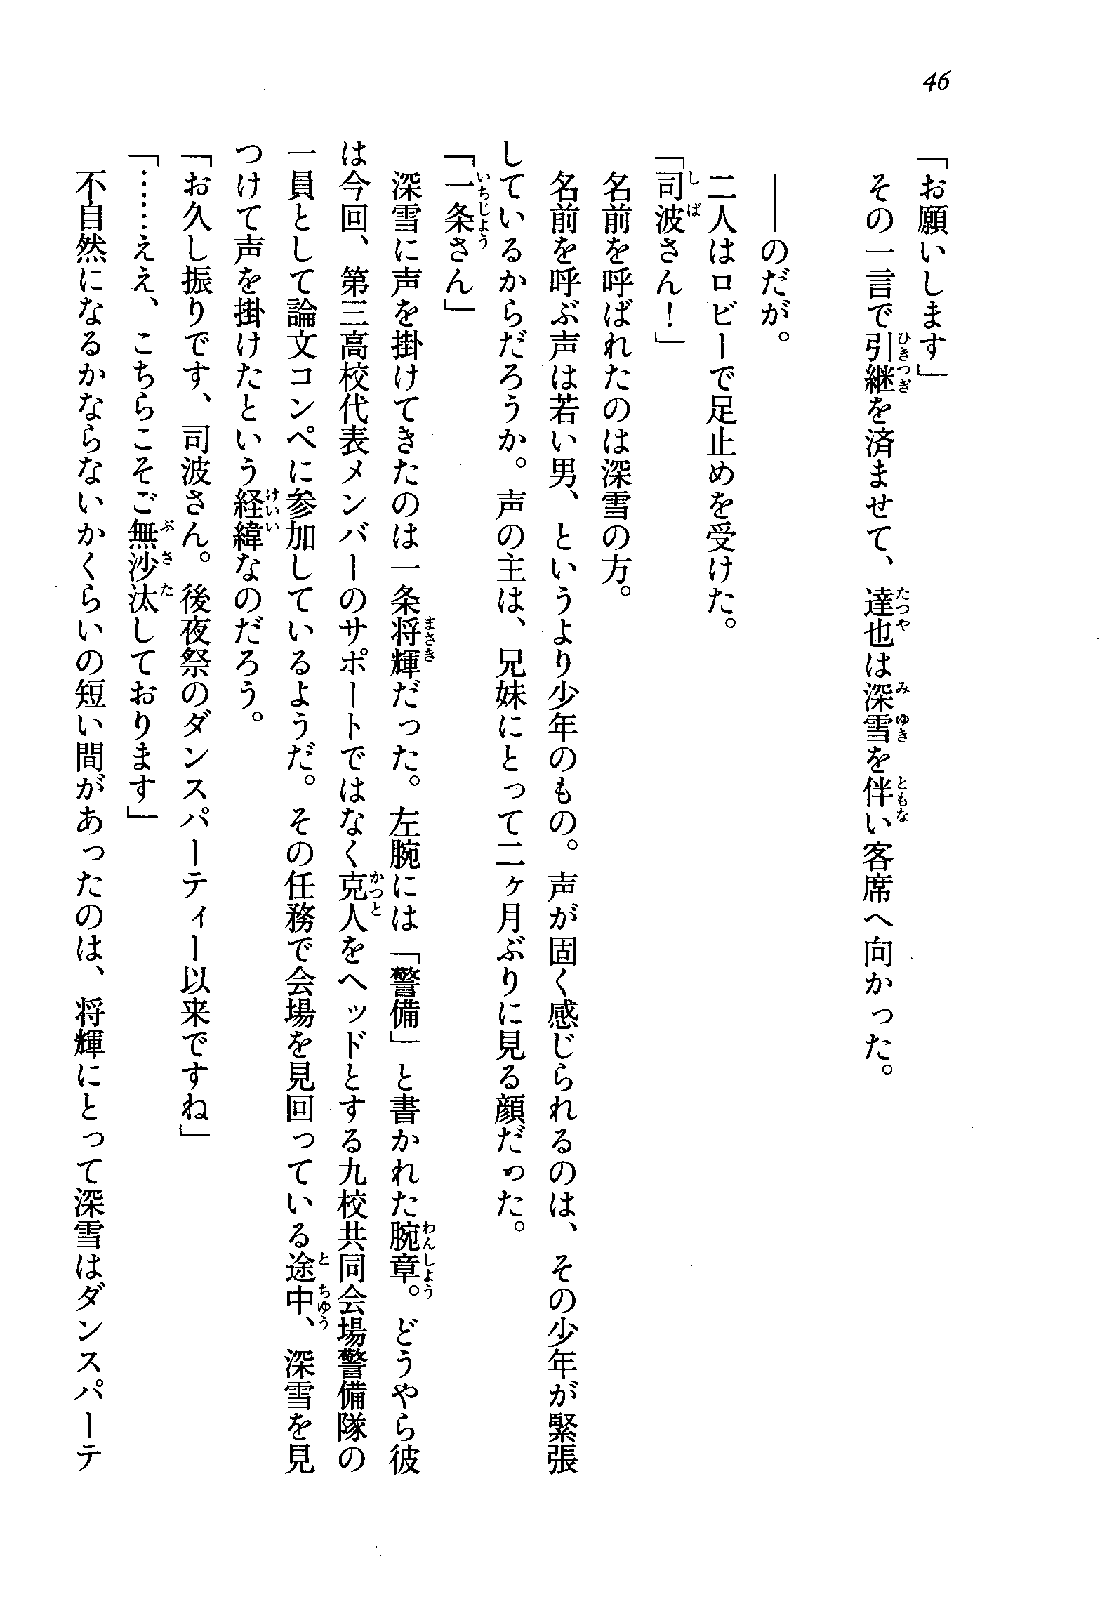 46
「お願いします」
その一言で引継を済ませて、達也は深雪を伴い客席へ向かった。
――のだが。
二人はロビーで足止めを受けた。
「司波さん！」
名前を呼ばれたのは深雪の方。
名前を呼ぶ声は若い男、というより少年のもの。声が固く感じられるのは、その少年が緊張
しているからだろうか。声の主は、兄妹にとって二ヶ月ぶりに見る顔だった。
「一条さん」
深雪に声を掛けてきたのは一条将輝だった。左腕には「警備」と書かれた腕章。どうやら彼
は今回、第三高校代表メンバーのサポートではなく克人をヘッドとする九校共同会場警備隊の
一員として論文コンペに参加しているようだ。その任務で会場を見回っている途中、深雪を見
つけて声を掛けたという経緯なのだろう。
「お久し振りです、司波さん。後夜祭のダンスパーティー以来ですね」
「……ええ、こちらこそご無沙汰しております」
不自然になるかならないかくらいの短い間があったのは、将輝にとって深雪はダンスパーテ